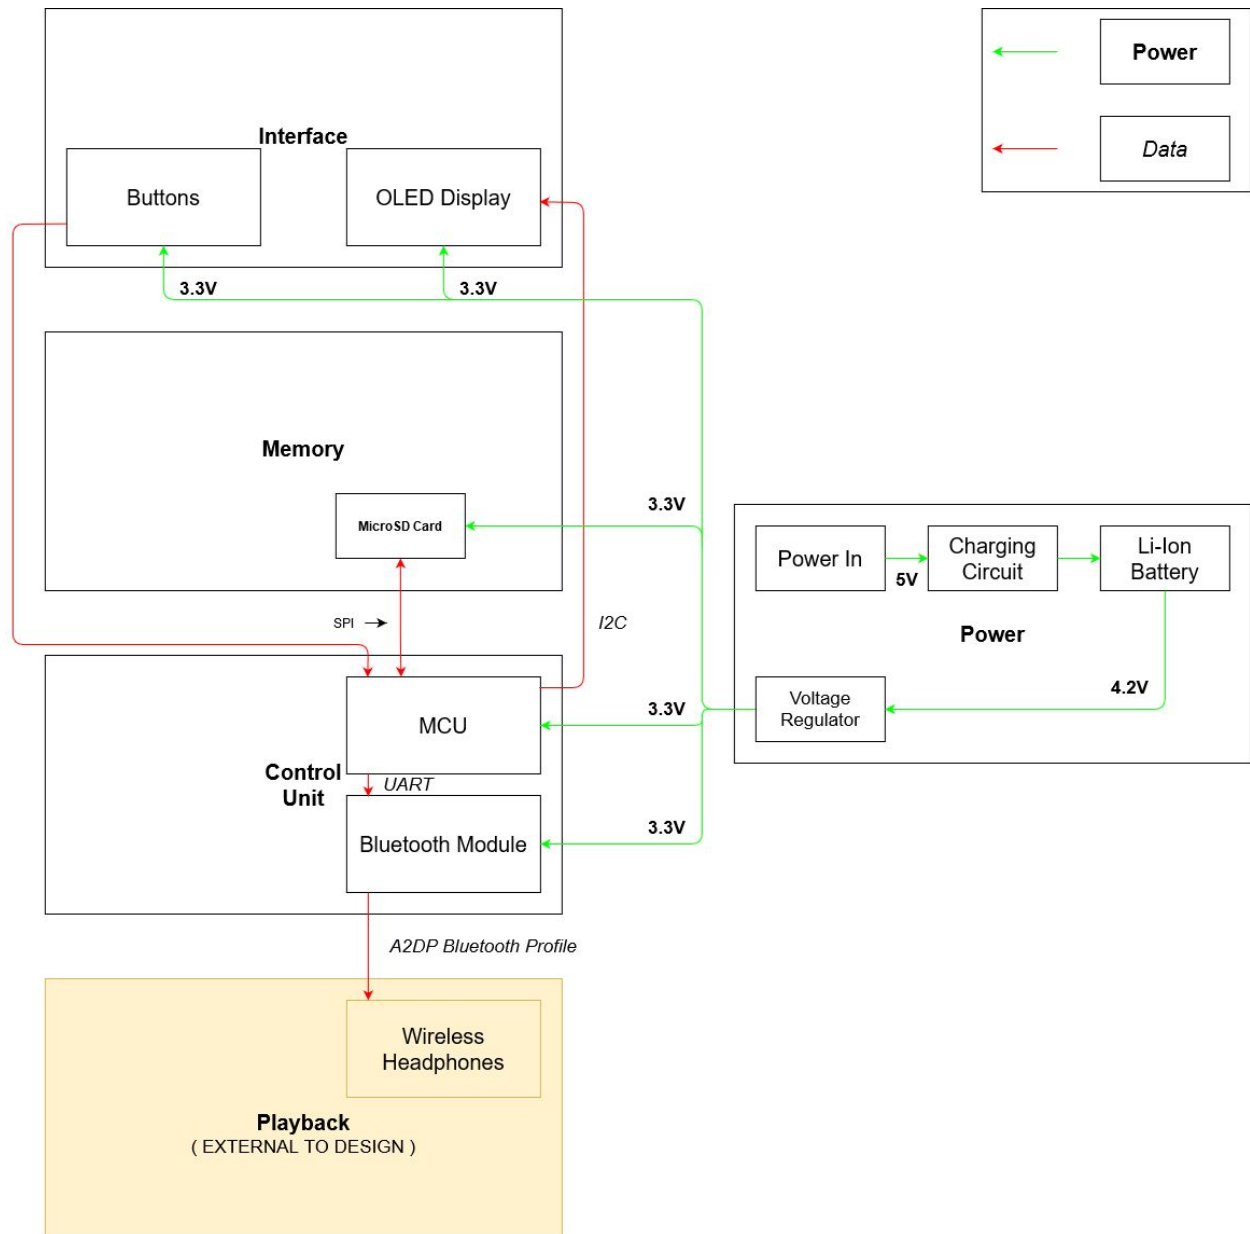 Interface
Buttons
OLED Display
3.3V
3.3V
Power
Data
Memory
MicroSD Card
SPI
I2C
3.3V
Power In
5V
Charging
Circuit
Li-Ion
Battery
Power
4.2V
Voltage
Regulator
3.3V
MCU
Control
Unit
UART
Bluetooth Module
3.3V
A2DP Bluetooth Profile
Wireless
Headphones
Playback
( EXTERNAL TO DESIGN )